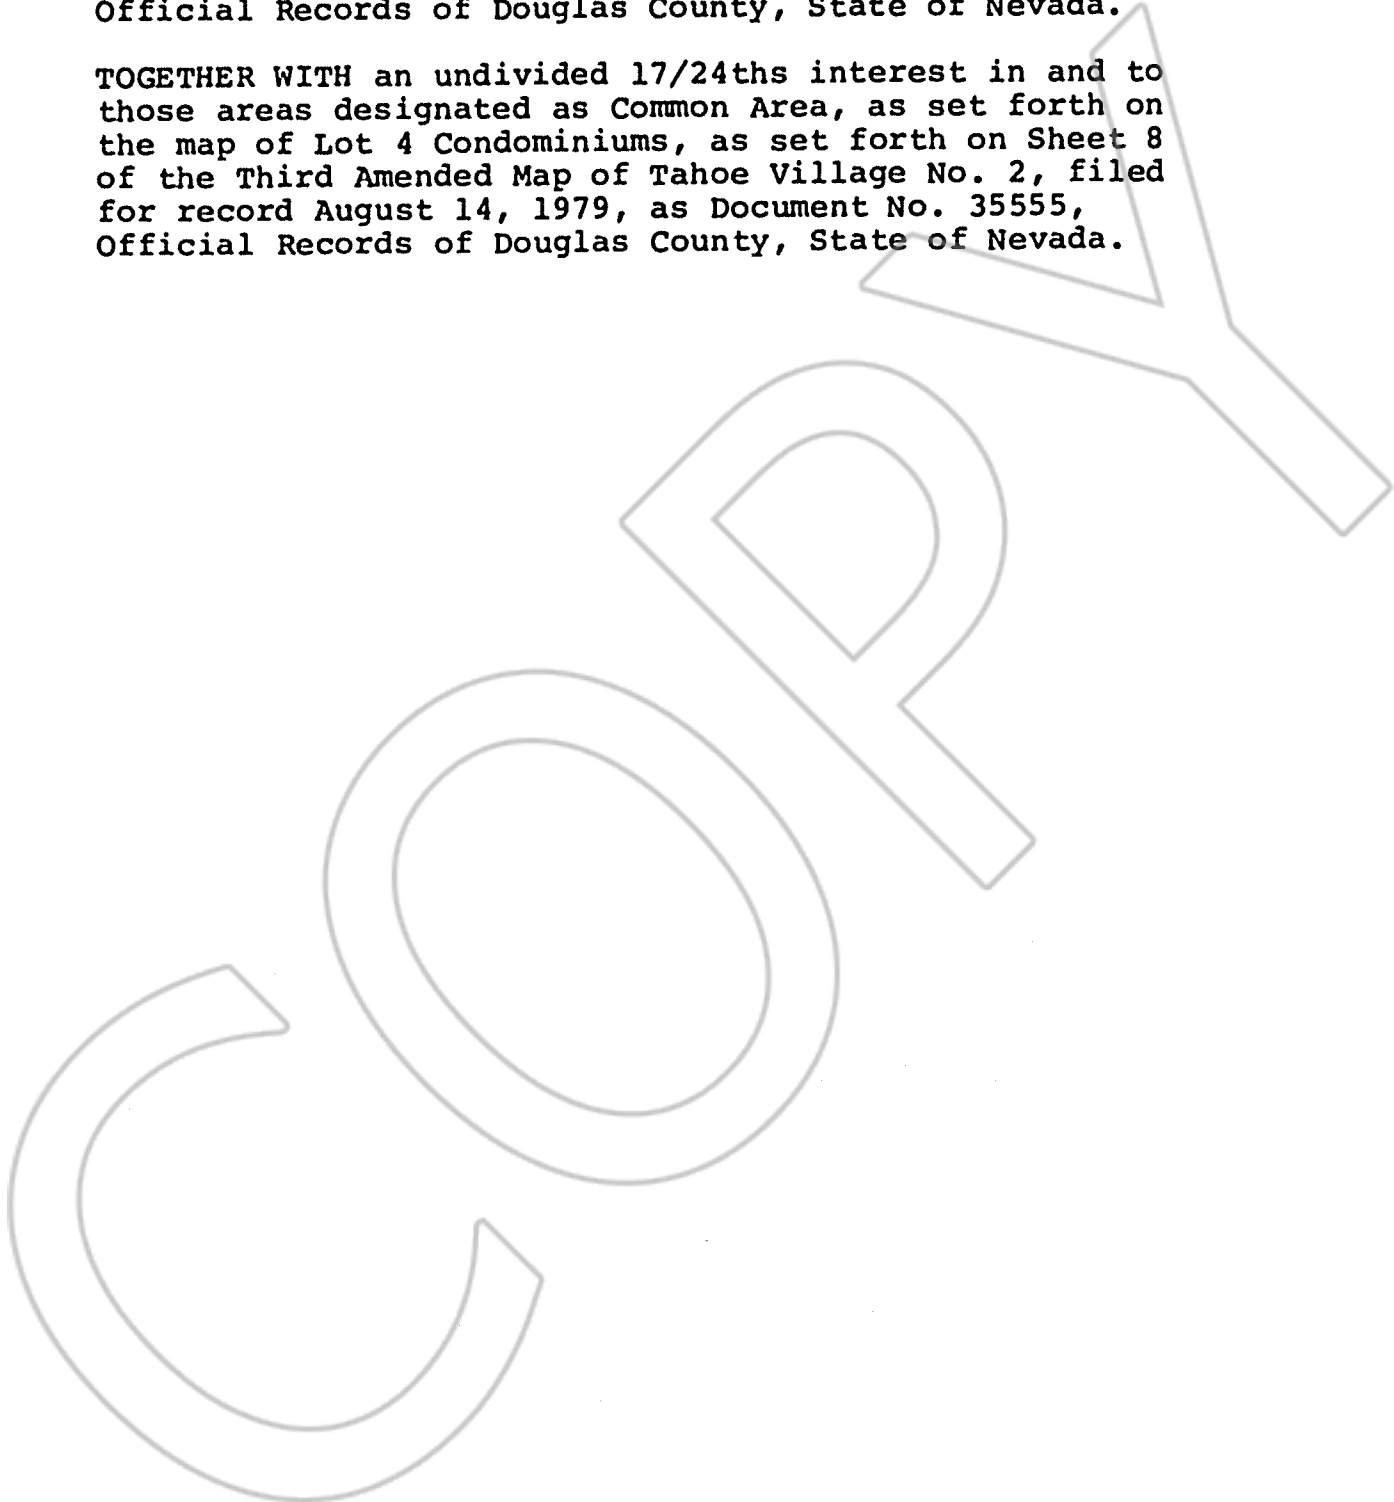 Official Records of Douglas County, State of Nevada.
TOGETHER WITH an undivided 17/24ths interest in and to
those areas designated as Common Area, as set forth on
the map of Lot 4 Condominiums, as set forth on Sheet 8
of the Third Amended Map of Tahoe Village No. 2, filed
for record August 14, 1979, as Document No. 35555,
Official Records of Douglas County, State of Nevada.
COPY